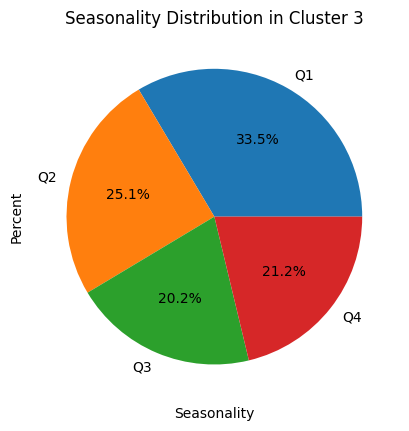 Seasonality Distribution in Cluster 3
Q1
33.5%
Q2
25.1%
Percent
21.2%
20.2%
Q4
Q3
Seasonality